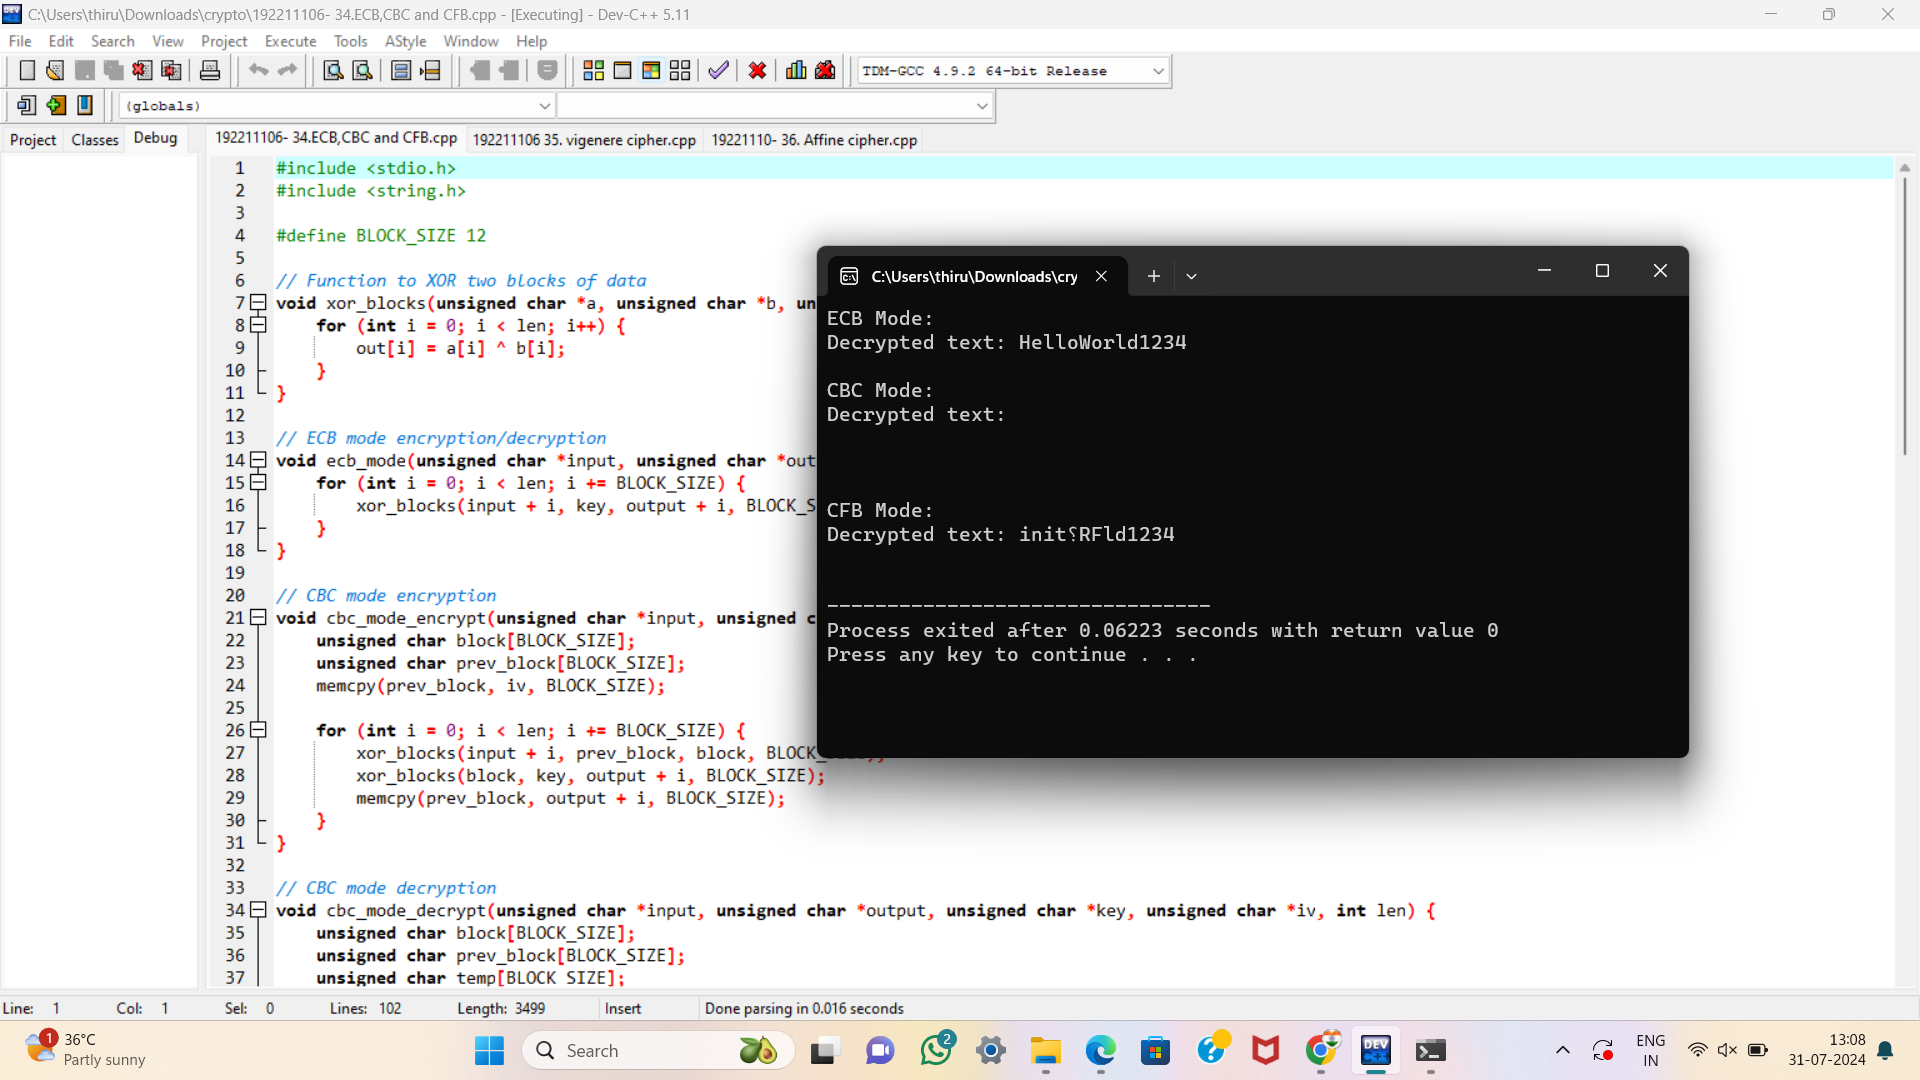 C:\Users\thiru\Downloads\crypto\192211106- 34.ECB,CBC and CFB.cpp - [Executing] - Dev-C++ 5.11
File Edit Search View Project Execute Tools AStyle Window Help
TDM-GCC 4.9.2 64-bit Release
(globals)
Project Classes Debug
192211106- 34.ECB,CBC and CFB.cpp 192211106 35. vigenere cipher.cpp 19221110- 36. Affine cipher.cpp
1 #include <stdio.h>
2 #include <string.h>
3
4 #define BLOCK_SIZE 12
5
6 // Function to XOR two blocks of data
7 void xor_blocks(unsigned char *a, unsigned char *b, un
8 for (int i = 0; i < len; i++) {
9 out[i] = a[i] ^ b[i];
10 }
11 }
12
13 // ECB mode encryption/decryption
14 void ecb_mode(unsigned char *input, unsigned char *out
15 for (int i = 0; i < len; i += BLOCK_SIZE) {
16 xor_blocks(input + i, key, output + i, BLOCK_S
17 }
18 }
19
20 // CBC mode encryption
21 void cbc_mode_encrypt(unsigned char *input, unsigned c
22 unsigned char block[BLOCK_SIZE];
23 unsigned char prev_block[BLOCK_SIZE];
24 memcpy(prev_block, iv, BLOCK_SIZE);
25
26 for (int i = 0; i < len; i += BLOCK_SIZE) {
27 xor_blocks(input + i, prev_block, block, BLOCK_
28 xor_blocks(block, key, output + i, BLOCK_SIZE);
29 memcpy(prev_block, output + i, BLOCK_SIZE);
30 }
31 }
32
33 // CBC mode decryption
34 void cbc_mode_decrypt(unsigned char *input, unsigned char *output, unsigned char *key, unsigned char *iv, int len) {
35 unsigned char block[BLOCK_SIZE];
36 unsigned char prev_block[BLOCK_SIZE];
37 unsigned char temp[BLOCK_SIZE];
C:\Users\thiru\Downloads\cry
ECB Mode:
Decrypted text: HelloWorld1234
CBC Mode:
Decrypted text:
CFB Mode:
Decrypted text: init⸮RFld1234
--------------------------------
Process exited after 0.06223 seconds with return value 0
Press any key to continue . . .
Line: 1 Col: 1 Sel: 0 Lines: 102 Length: 3499 Insert Done parsing in 0.016 seconds
1
36°C
Partly sunny
Search
2
DEV
C++
ENG
IN
13:08
31-07-2024